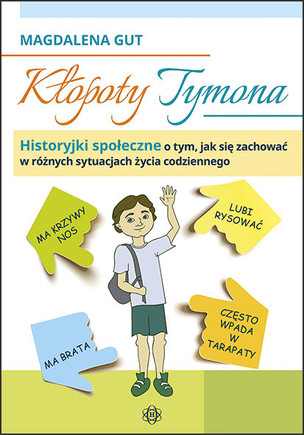 MAGDALENA GUT
Kłopoty Tymona
Historyjki społeczne o tym, jak się zachować
w różnych sytuacjach życia codziennego
MA KRZYWY
NOS
LUBI
RYSOWAĆ
MA BRATA
CZĘSTO
WPADA
W
TARAPATY
H